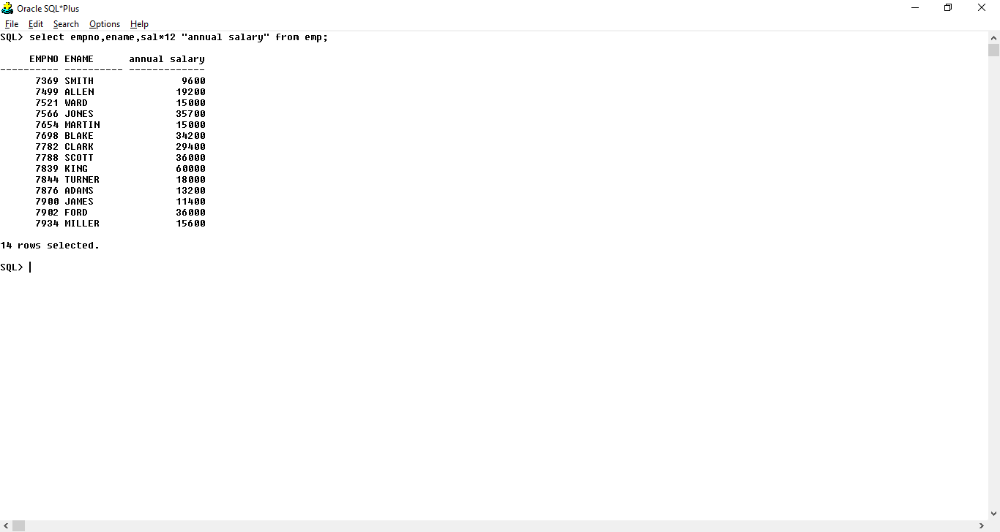 Oracle SQL*Plus
File Edit Search Options Help
SQL> select empno,ename,sal*12 "annual salary" from emp;
EMPNO ENAME annual salary
---------- ---------- -------------
7369 SMITH 9600
7499 ALLEN 19200
7521 WARD 15000
7566 JONES 35700
7654 MARTIN 15000
7698 BLAKE 34200
7782 CLARK 29400
7788 SCOTT 36000
7839 KING 60000
7844 TURNER 18000
7876 ADAMS 13200
7900 JAMES 11400
7902 FORD 36000
7934 MILLER 15600
14 rows selected.
SQL>